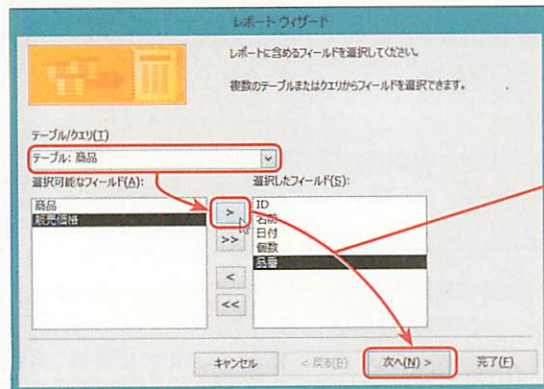 レポート ウィザード
レポートに含めるフィールドを選択してください。
複数のテーブルまたはクエリからフィールドを選択できます。
テーブル/クエリ(T)
テーブル: 商品
選択可能なフィールド(A):
選択したフィールド(S):
商品
販売価格
>
>>
<
<<
ID
名前
日付
個数
品番
キャンセル
< 戻る(B)
次へ(N) >
完了(F)